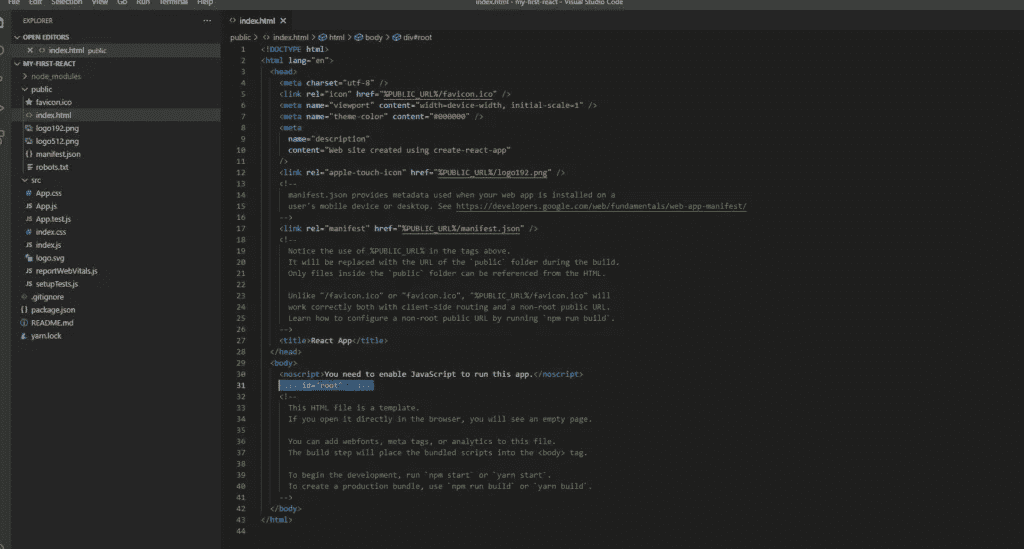 File Edit Selection View Go Run Terminal Help
index.html - my-first-react - Visual Studio Code
EXPLORER
OPEN EDITORS
index.html public
MY-FIRST-REACT
node_modules
public
favicon.ico
index.html
logo192.png
logo512.png
manifest.json
robots.txt
src
App.css
App.js
App.test.js
index.css
index.js
logo.svg
reportWebVitals.js
setupTests.js
.gitignore
package.json
README.md
yarn.lock
index.html
public > index.html > html > body > div#root
1 <!DOCTYPE html>
2 <html lang="en">
3 <head>
4 <meta charset="utf-8" />
5 <link rel="icon" href="%PUBLIC_URL%/favicon.ico" />
6 <meta name="viewport" content="width=device-width, initial-scale=1" />
7 <meta name="theme-color" content="#000000" />
8 <meta
9 name="description"
10 content="Web site created using create-react-app"
11 />
12 <link rel="apple-touch-icon" href="%PUBLIC_URL%/logo192.png" />
13 <!--
14 manifest.json provides metadata used when your web app is installed on a
15 user's mobile device or desktop. See https://developers.google.com/web/fundamentals/web-app-manifest/
16 -->
17 <link rel="manifest" href="%PUBLIC_URL%/manifest.json" />
18 <!--
19 Notice the use of %PUBLIC_URL% in the tags above.
20 It will be replaced with the URL of the `public` folder during the build.
21 Only files inside the `public` folder can be referenced from the HTML.
22
23 Unlike "/favicon.ico" or "favicon.ico", "%PUBLIC_URL%/favicon.ico" will
24 work correctly both with client-side routing and a non-root public URL.
25 Learn how to configure a non-root public URL by running `npm run build`.
26 -->
27 <title>React App</title>
28 </head>
29 <body>
30 <noscript>You need to enable JavaScript to run this app.</noscript>
31 id="root"
32 <!--
33 This HTML file is a template.
34 If you open it directly in the browser, you will see an empty page.
35
36 You can add webfonts, meta tags, or analytics to this file.
37 The build step will place the bundled scripts into the <body> tag.
38
39 To begin the development, run `npm start` or `yarn start`.
40 To create a production bundle, use `npm run build` or `yarn build`.
41 -->
42 </body>
43 </html>
44